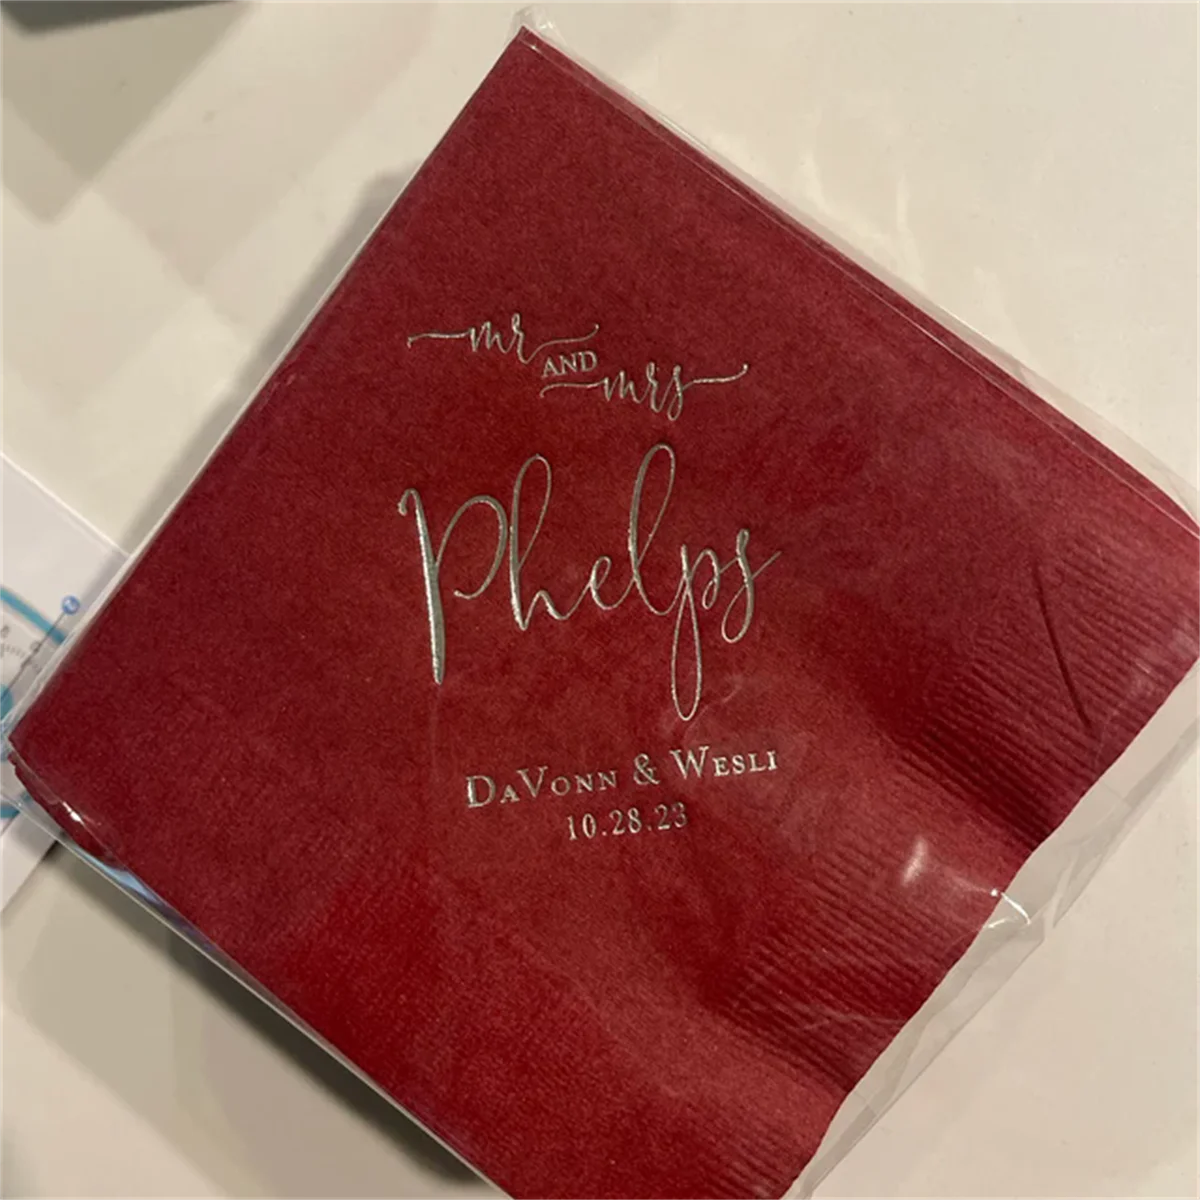 mr AND mrs
Phelps
DaVonn & Wesli
10.28.23